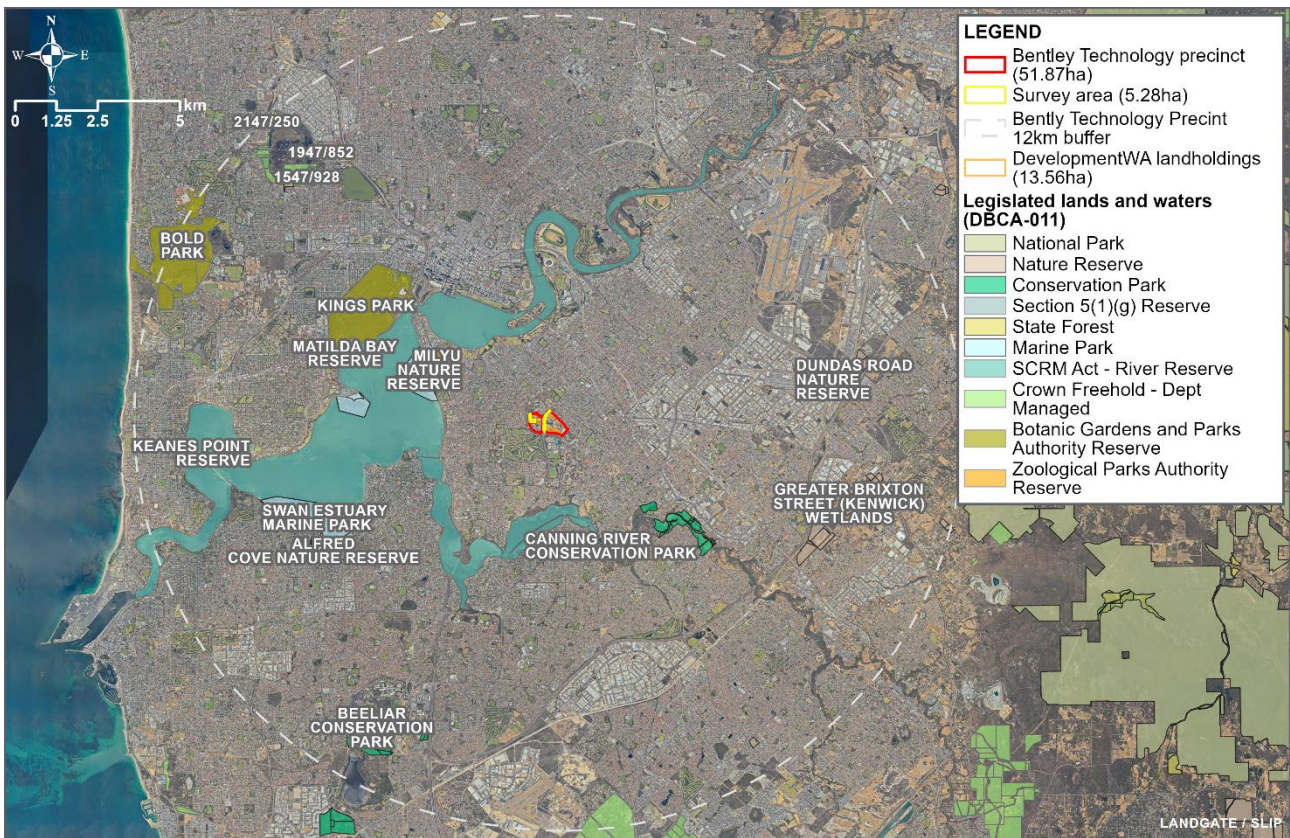 N
W
E
S
km
0 1.25 2.5 5
2147/250
1947/852
1547/928
BOLD
PARK
KINGS PARK
MATILDA BAY
RESERVE
MILYU
NATURE
RESERVE
DUNDAS ROAD
NATURE
RESERVE
KEANES POINT
RESERVE
SWAN ESTUARY
MARINE PARK
ALFRED
COVE NATURE RESERVE
CANNING RIVER
CONSERVATION PARK
GREATER BRIXTON
STREET (KENWICK)
WETLANDS
BEELIAR
CONSERVATION
PARK
LEGEND
Bentley Technology precinct
(51.87ha)
Survey area (5.28ha)
Bently Technology Precint
12km buffer
DevelopmentWA landholdings
(13.56ha)
Legislated lands and waters
(DBCA-011)
National Park
Nature Reserve
Conservation Park
Section 5(1)(g) Reserve
State Forest
Marine Park
SCRM Act - River Reserve
Crown Freehold - Dept
Managed
Botanic Gardens and Parks
Authority Reserve
Zoological Parks Authority
Reserve
LANDGATE / SLIP